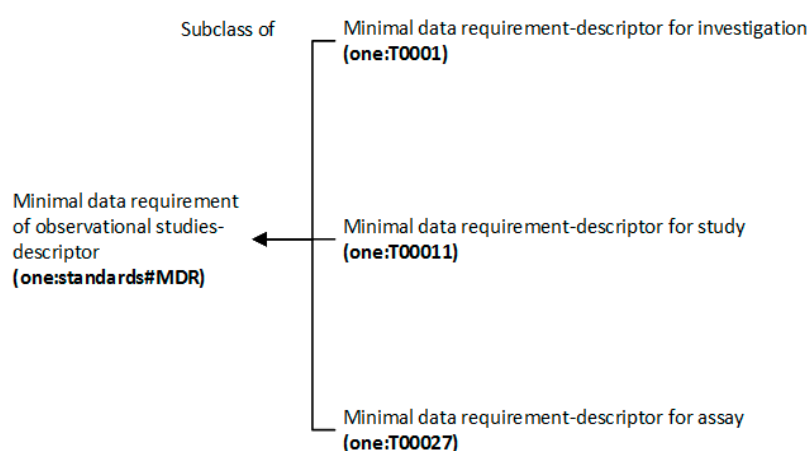 Subclass of
Minimal data requirement-descriptor for investigation
(one:T0001)
Minimal data requirement
of observational studies-
descriptor
(one:standards#MDR)
Minimal data requirement-descriptor for study
(one:T00011)
Minimal data requirement-descriptor for assay
(one:T00027)